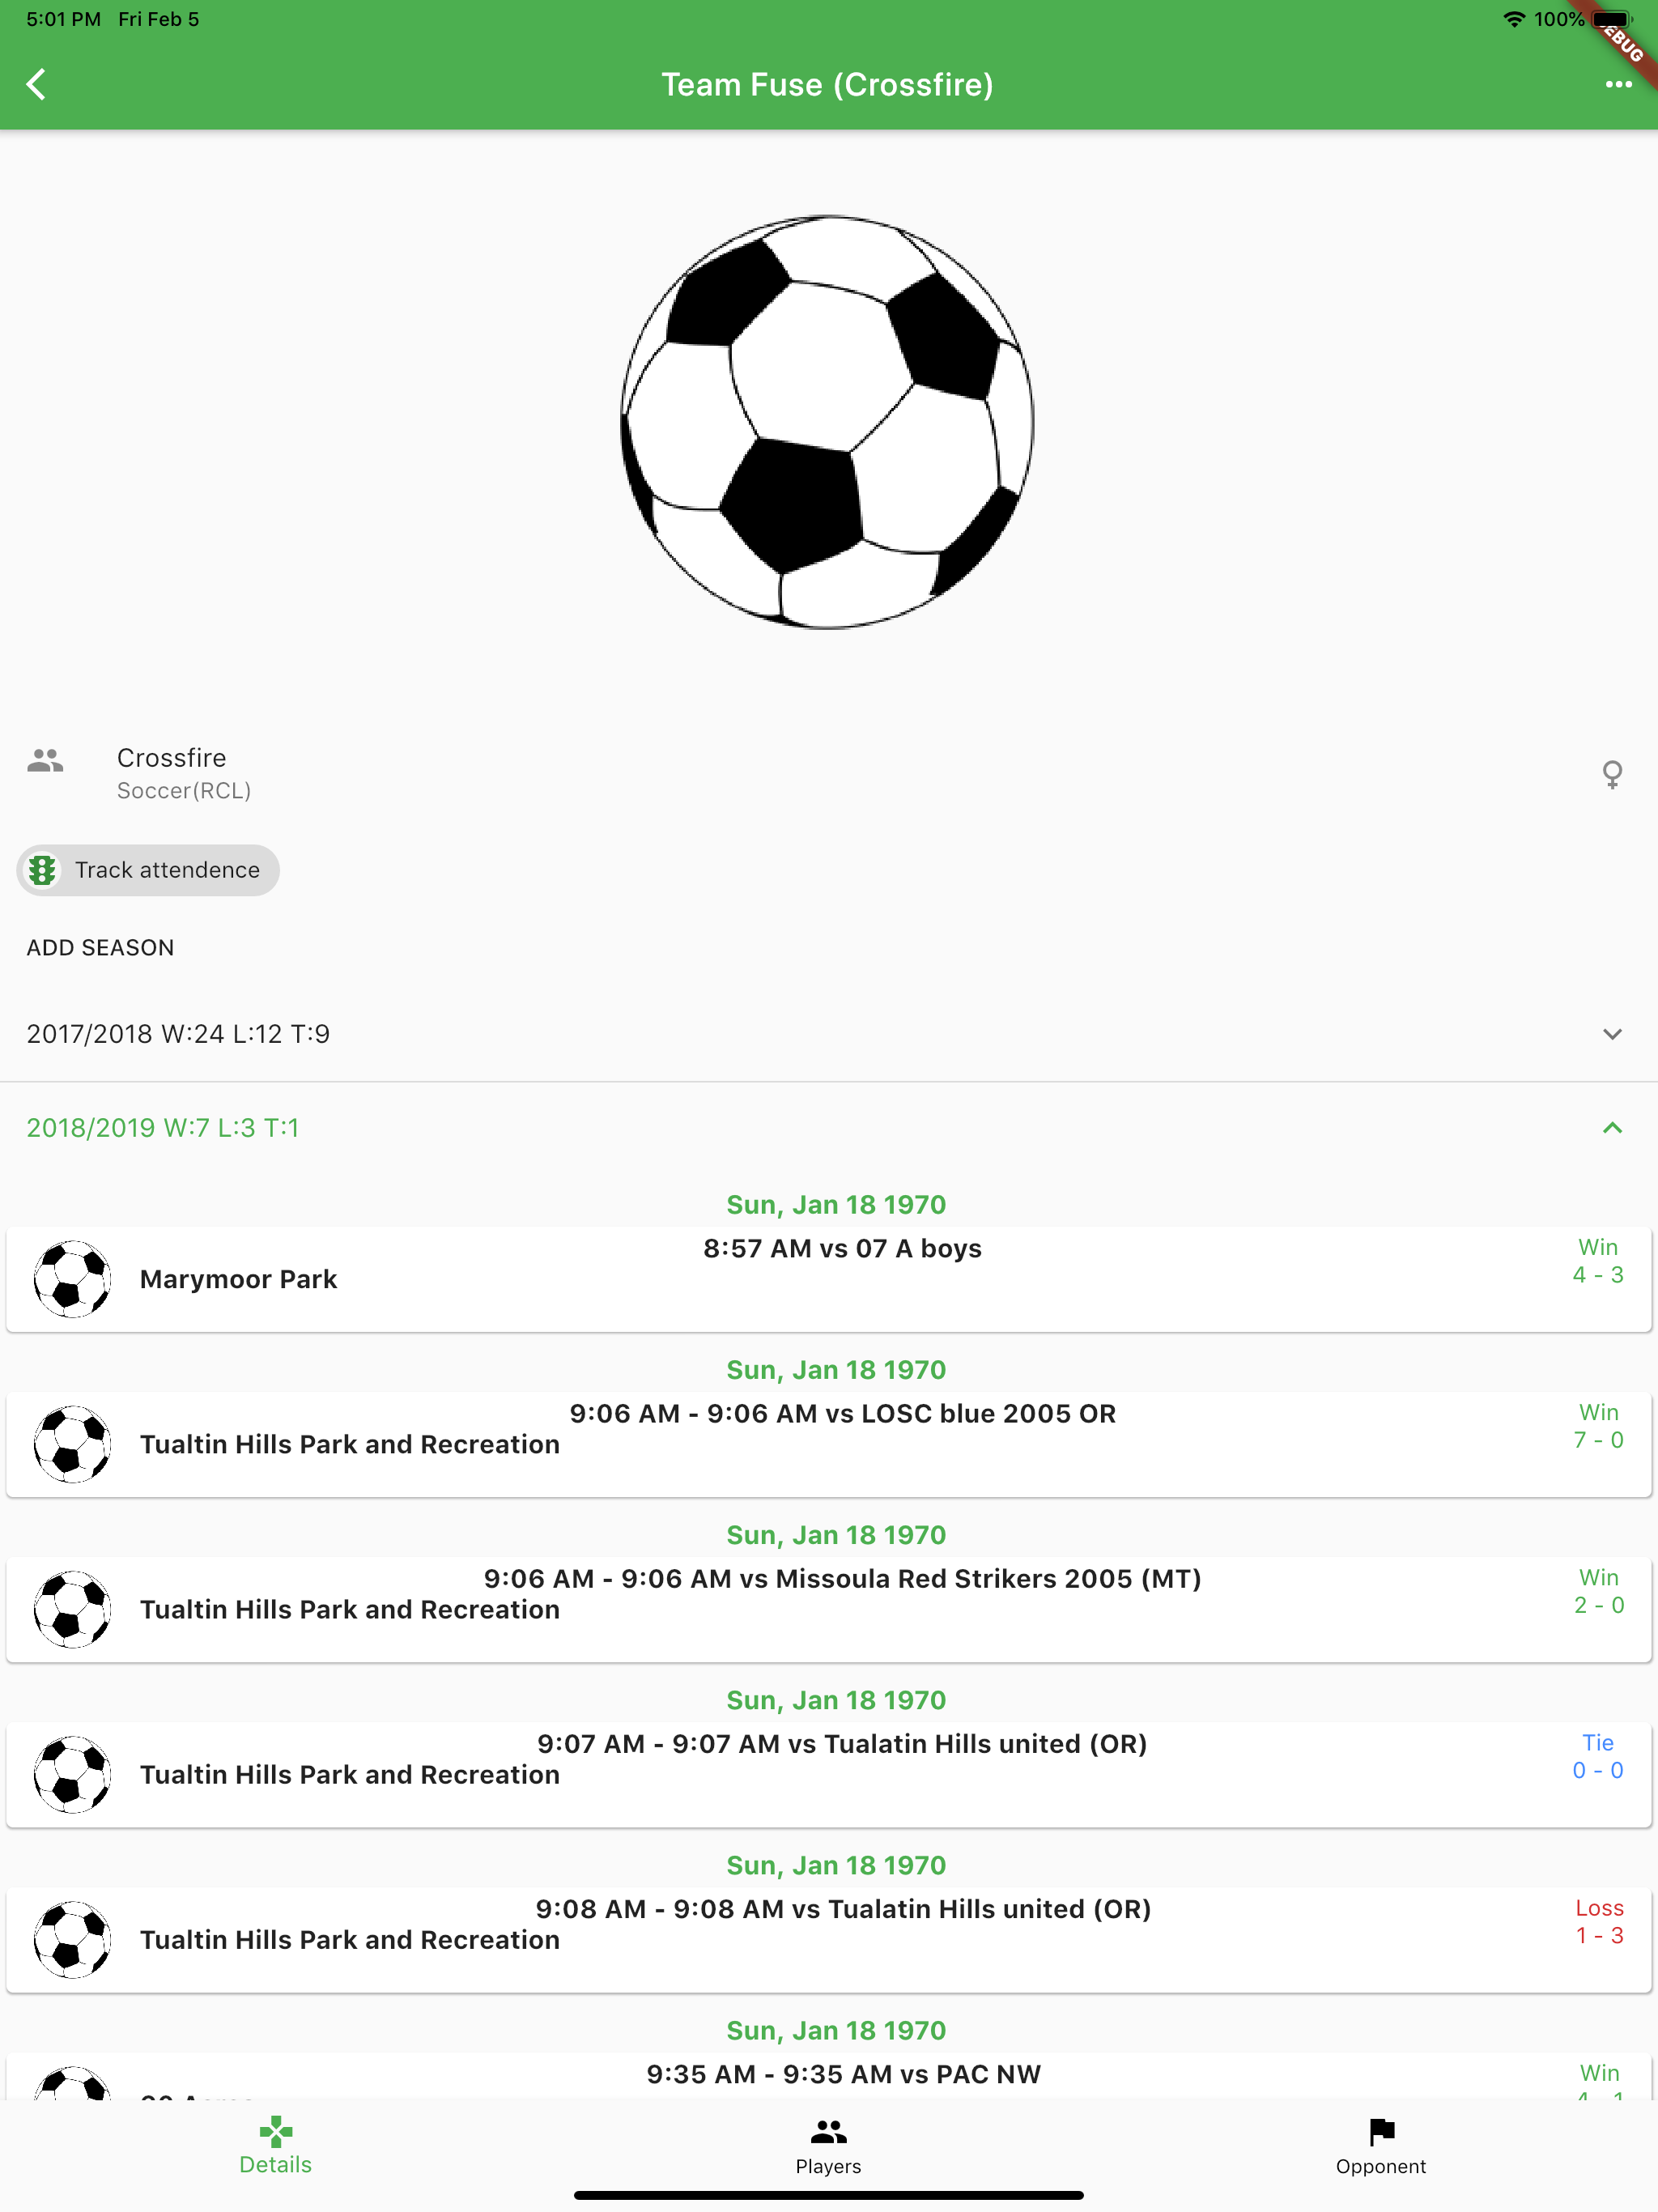 5:01 PM Fri Feb 5 100%
Team Fuse (Crossfire)
Crossfire
Soccer(RCL)
Track attendence
ADD SEASON
2017/2018 W:24 L:12 T:9
2018/2019 W:7 L:3 T:1
Sun, Jan 18 1970
8:57 AM vs 07 A boys
Marymoor Park
Win
4 - 3
Sun, Jan 18 1970
9:06 AM - 9:06 AM vs LOSC blue 2005 OR
Tualtin Hills Park and Recreation
Win
7 - 0
Sun, Jan 18 1970
9:06 AM - 9:06 AM vs Missoula Red Strikers 2005 (MT)
Tualtin Hills Park and Recreation
Win
2 - 0
Sun, Jan 18 1970
9:07 AM - 9:07 AM vs Tualatin Hills united (OR)
Tualtin Hills Park and Recreation
Tie
0 - 0
Sun, Jan 18 1970
9:08 AM - 9:08 AM vs Tualatin Hills united (OR)
Tualtin Hills Park and Recreation
Loss
1 - 3
Sun, Jan 18 1970
9:35 AM - 9:35 AM vs PAC NW
Win
Details
Players
Opponent